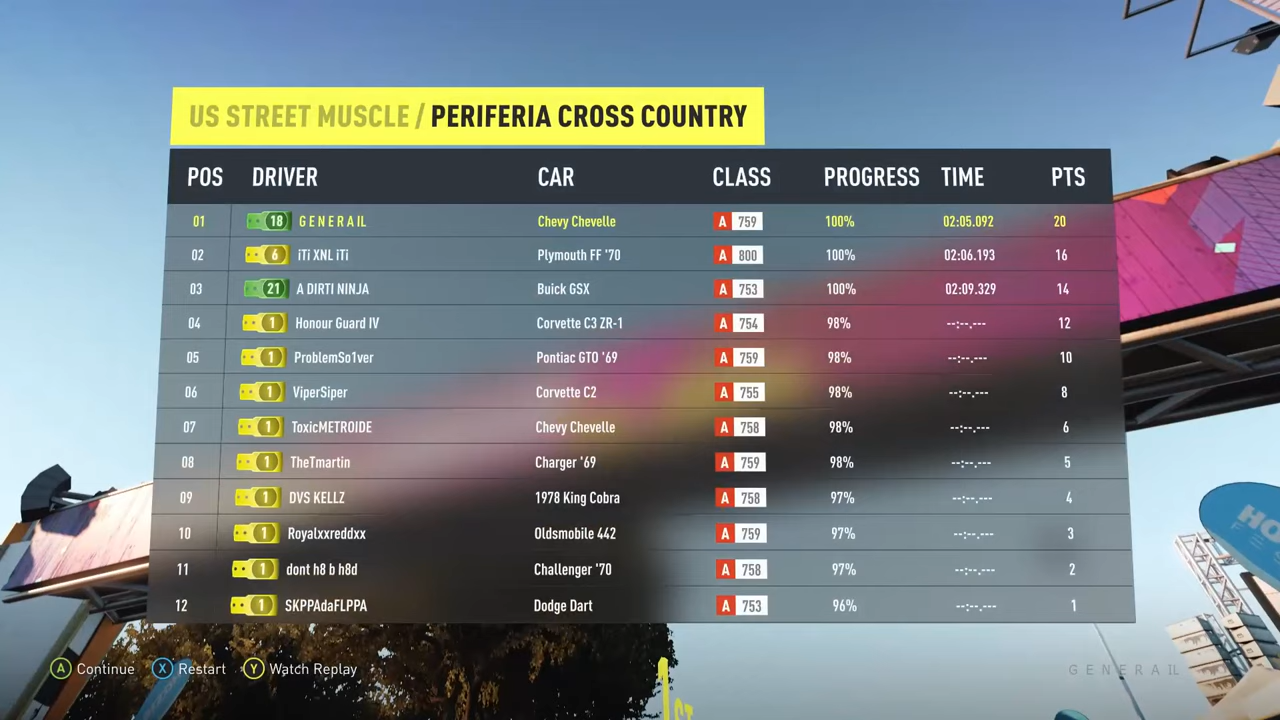 US STREET MUSCLE / PERIFERIA CROSS COUNTRY
POS DRIVER CAR CLASS PROGRESS TIME PTS
01 18 G E N E R A IL Chevy Chevelle A 759 100% 02:05.092 20
02 6 iTi XNL iTi Plymouth FF '70 A 800 100% 02:06.193 16
03 21 A DIRTI NINJA Buick GSX A 753 100% 02:09.329 14
04 1 Honour Guard IV Corvette C3 ZR-1 A 754 98% --:--.--- 12
05 1 ProblemSo1ver Pontiac GTO '69 A 759 98% --:--.--- 10
06 1 ViperSiper Corvette C2 A 755 98% --:--.--- 8
07 1 ToxicMETROIDE Chevy Chevelle A 758 98% --:--.--- 6
08 1 TheTmartin Charger '69 A 759 98% --:--.--- 5
09 1 DVS KELLZ 1978 King Cobra A 758 97% --:--.--- 4
10 1 Royalxxreddxx Oldsmobile 442 A 759 97% --:--.--- 3
11 1 dont h8 b h8d Challenger '70 A 758 97% --:--.--- 2
12 1 SKPPAdaFLPPA Dodge Dart A 753 96% --:--.--- 1
A Continue X Restart Y Watch Replay
G E N E R A IL
1ST